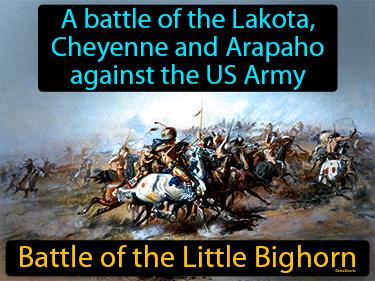 A battle of the Lakota,
Cheyenne and Arapaho
against the US Army
Battle of the Little Bighorn